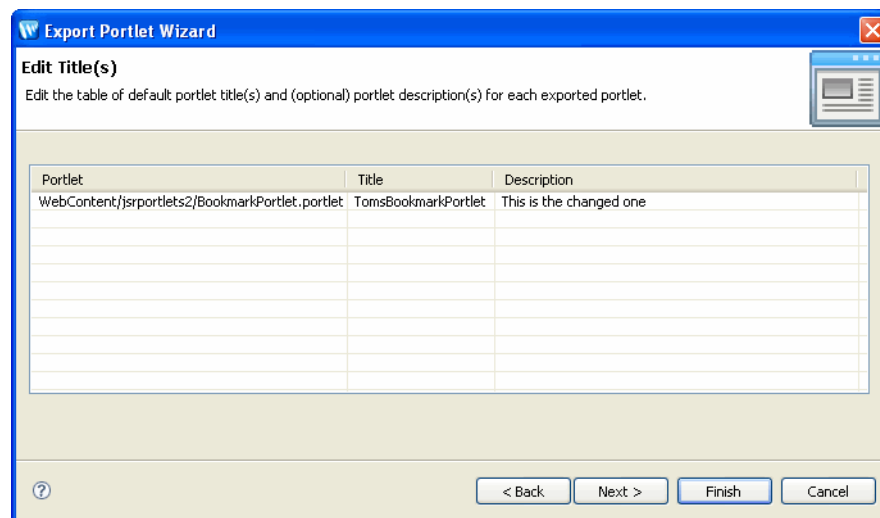 Export Portlet Wizard
Edit Title(s)
Edit the table of default portlet title(s) and (optional) portlet description(s) for each exported portlet.
Portlet Title Description
WebContent/jsrportlets2/BookmarkPortlet.portlet TomsBookmarkPortlet This is the changed one
? < Back Next > Finish Cancel